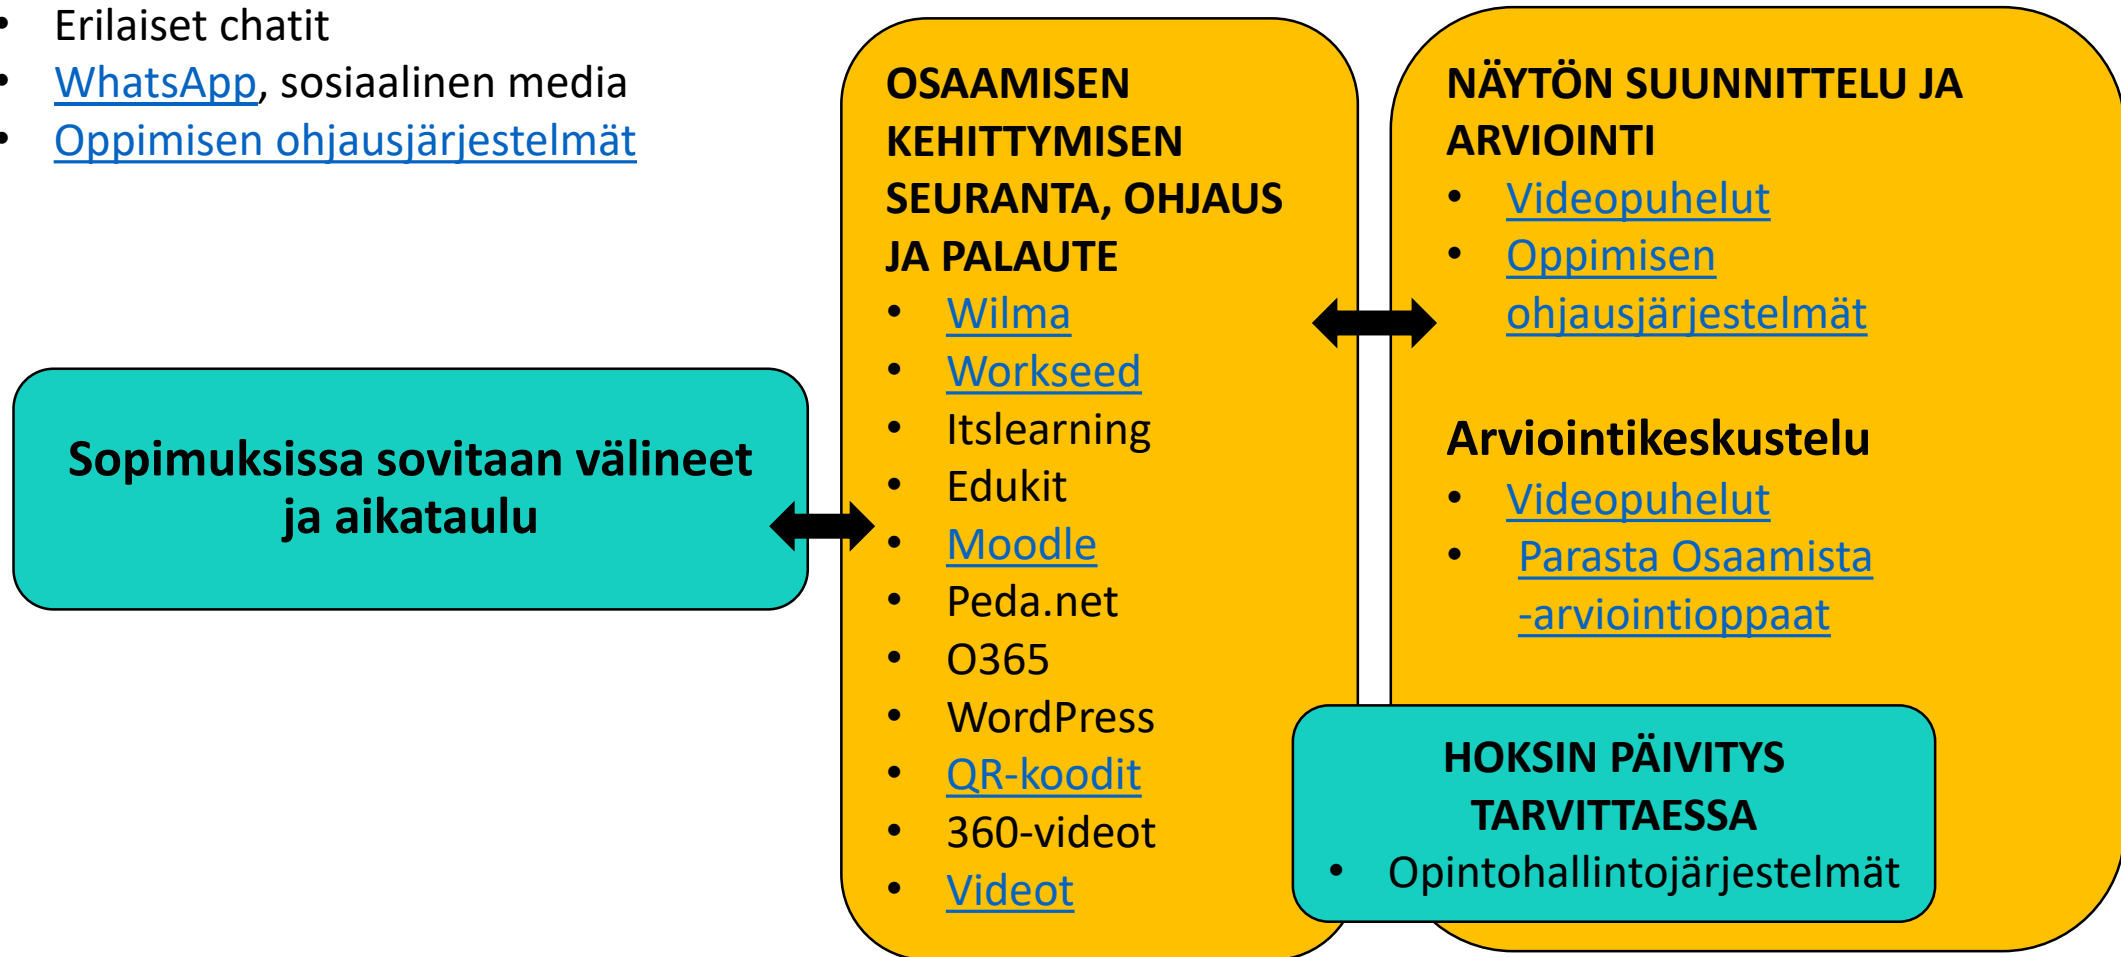 • Erilaiset chatit
• WhatsApp, sosiaalinen media
• Oppimisen ohjausjärjestelmät
Sopimuksissa sovitaan välineet
ja aikataulu
OSAAMISEN
KEHITTYMISEN
SEURANTA, OHJAUS
JA PALAUTE
• Wilma
• Workseed
• Itslearning
• Edukit
• Moodle
• Peda.net
• O365
• WordPress
• QR-koodit
• 360-videot
• Videot
NÄYTÖN SUUNNITTELU JA
ARVIOINTI
• Videopuhelut
• Oppimisen
ohjausjärjestelmät
Arviointikeskustelu
• Videopuhelut
• Parasta Osaamista
-arviointioppaat
HOKSIN PÄIVITYS
TARVITTAESSA
• Opintohallintojärjestelmät